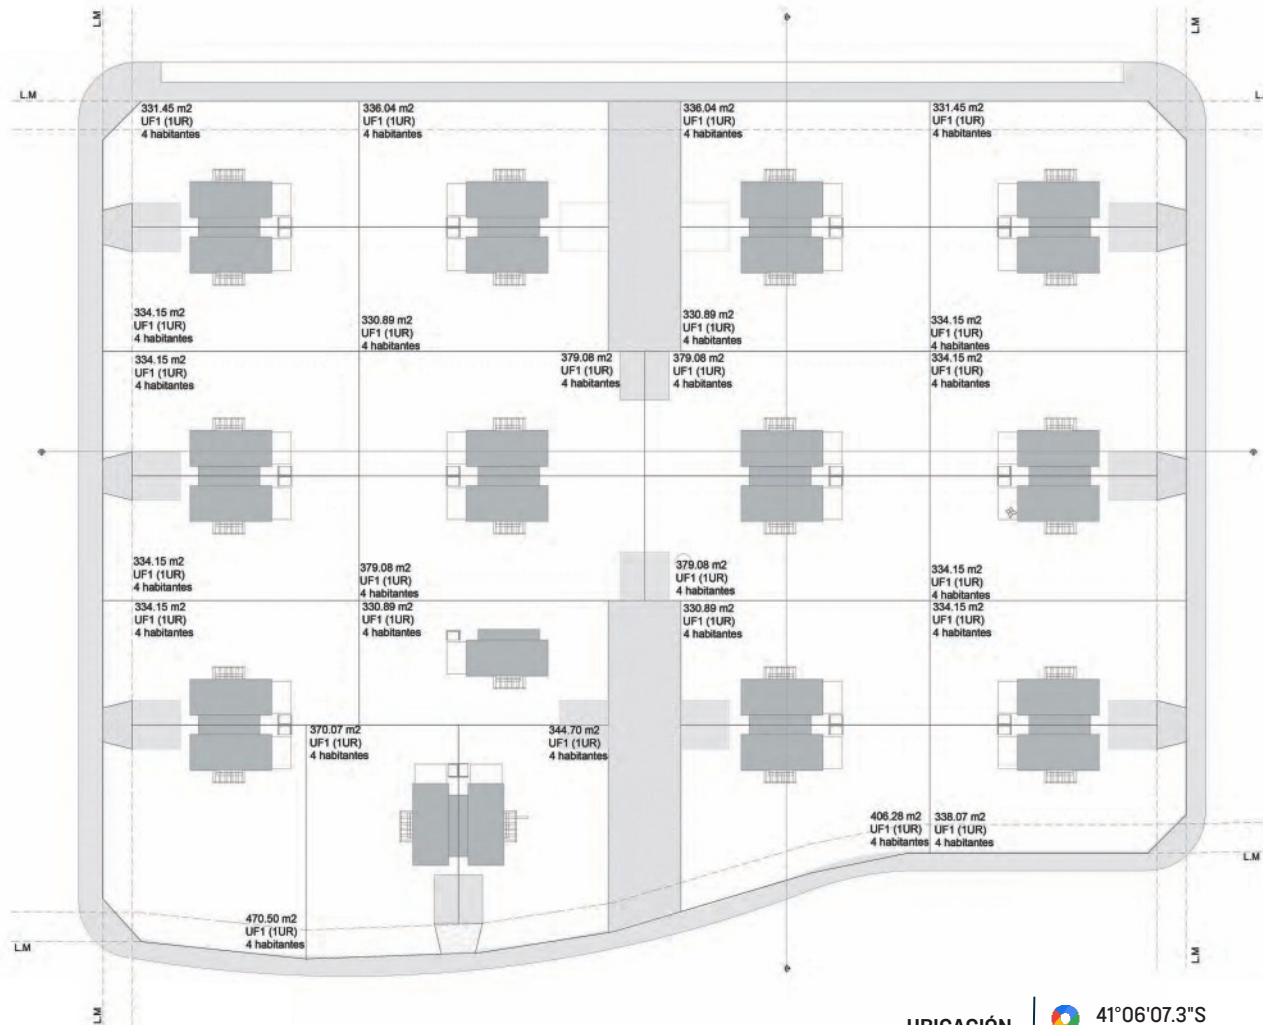 L.M
L.M
L.M
331.45 m2
UF1 (1UR)
4 habitantes
336.04 m2
UF1 (1UR)
4 habitantes
336.04 m2
UF1 (1UR)
4 habitantes
331.45 m2
UF1 (1UR)
4 habitantes
334.15 m2
UF1 (1UR)
4 habitantes
330.89 m2
UF1 (1UR)
4 habitantes
330.89 m2
UF1 (1UR)
4 habitantes
334.15 m2
UF1 (1UR)
4 habitantes
334.15 m2
UF1 (1UR)
4 habitantes
379.08 m2
UF1 (1UR)
4 habitantes
379.08 m2
UF1 (1UR)
4 habitantes
334.15 m2
UF1 (1UR)
4 habitantes
334.15 m2
UF1 (1UR)
4 habitantes
379.08 m2
UF1 (1UR)
4 habitantes
379.08 m2
UF1 (1UR)
4 habitantes
334.15 m2
UF1 (1UR)
4 habitantes
334.15 m2
UF1 (1UR)
4 habitantes
330.89 m2
UF1 (1UR)
4 habitantes
330.89 m2
UF1 (1UR)
4 habitantes
334.15 m2
UF1 (1UR)
4 habitantes
370.07 m2
UF1 (1UR)
4 habitantes
344.70 m2
UF1 (1UR)
4 habitantes
406.28 m2
UF1 (1UR)
4 habitantes
338.07 m2
UF1 (1UR)
4 habitantes
L.M
470.50 m2
UF1 (1UR)
4 habitantes
L.M
L.M
L.M
41°06'07.3"S